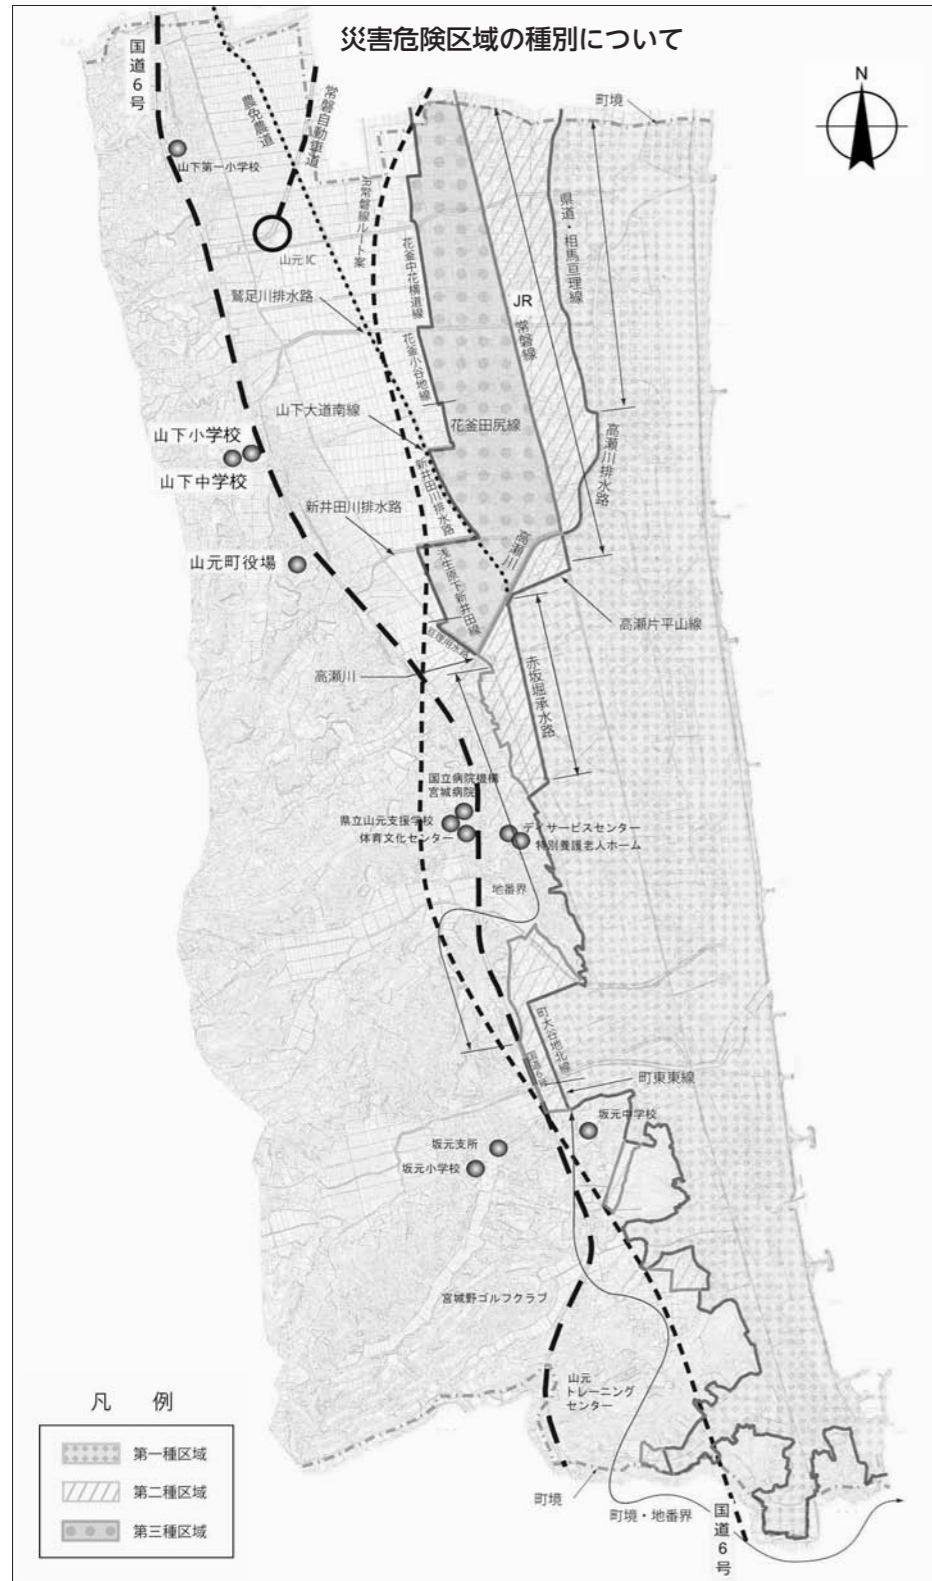 災害危険区域の種別について
国道6号
農免農道
常磐自動車道
町境
N
山下第一小学校
JR常磐線ルート案
山元IC
花釜中花横道線
県道・相馬亘理線
鷲足川排水路
JR
常磐線
花釜小谷地線
山下大道南線
花釜田尻線
高瀬川排水路
山下小学校
山下中学校
新井田川排水路
新井田川排水路
高瀬川
山元町役場
浅生原下新井田線
亘理用水路
高瀬片平山線
高瀬川
赤坂堀承水路
国立病院機構
宮城病院
県立山元支援学校
体育文化センター
デイサービスセンター
特別養護老人ホーム
地番界
町大谷地北線
国道6号
町東東線
坂元中学校
坂元支所
坂元小学校
宮城野ゴルフクラブ
山元
トレーニング
センター
凡 例
第一種区域
第二種区域
第三種区域
町境
町境・地番界
国道6号